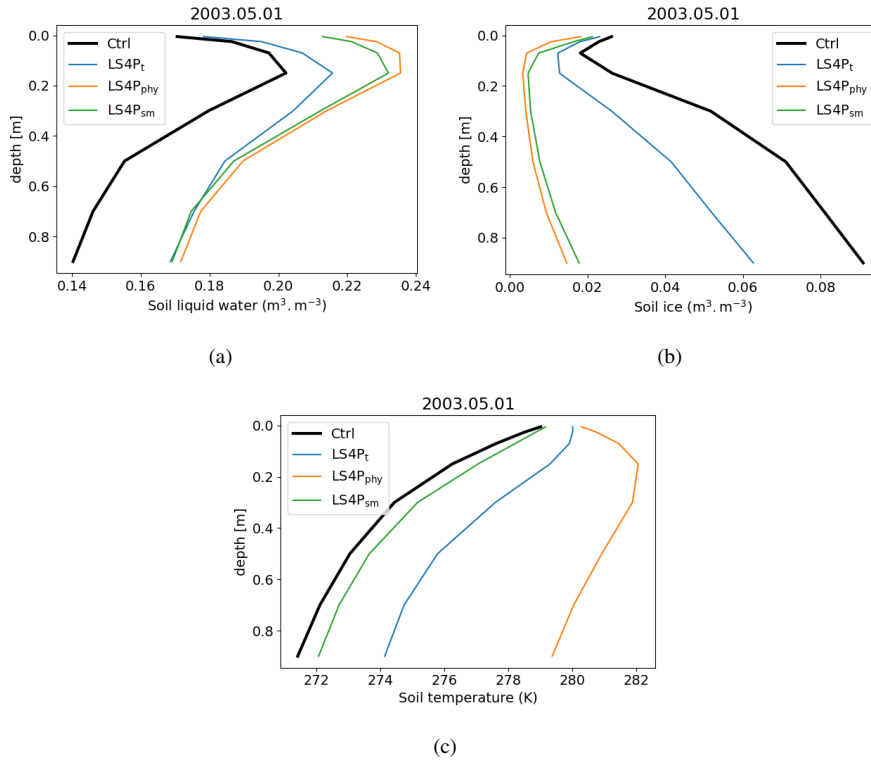 2003.05.01
0.0
0.2
0.4
0.6
0.8
depth [m]
Ctrl
LS4Pt
LS4Pphy
LS4Psm
0.14 0.16 0.18 0.20 0.22 0.24
Soil liquid water (m³. m⁻³)
(a)
2003.05.01
0.0
0.2
0.4
0.6
0.8
depth [m]
Ctrl
LS4Pt
LS4Pphy
LS4Psm
0.00 0.02 0.04 0.06 0.08
Soil ice (m³. m⁻³)
(b)
2003.05.01
0.0
0.2
0.4
0.6
0.8
depth [m]
Ctrl
LS4Pt
LS4Pphy
LS4Psm
272 274 276 278 280 282
Soil temperature (K)
(c)